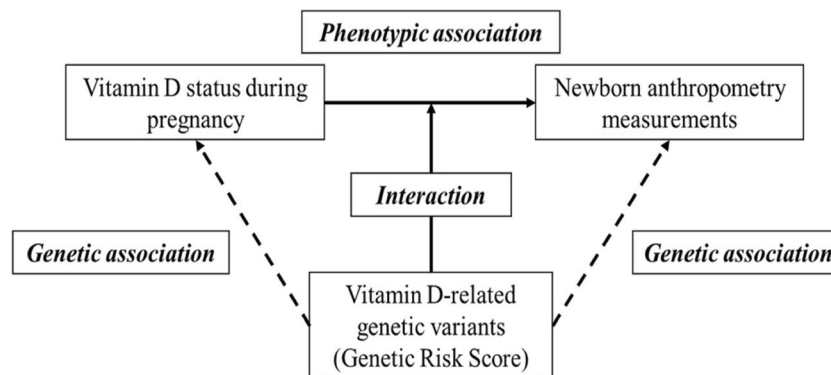 Phenotypic association
Vitamin D status during
pregnancy
Newborn anthropometry
measurements
Interaction
Genetic association
Genetic association
Vitamin D-related
genetic variants
(Genetic Risk Score)